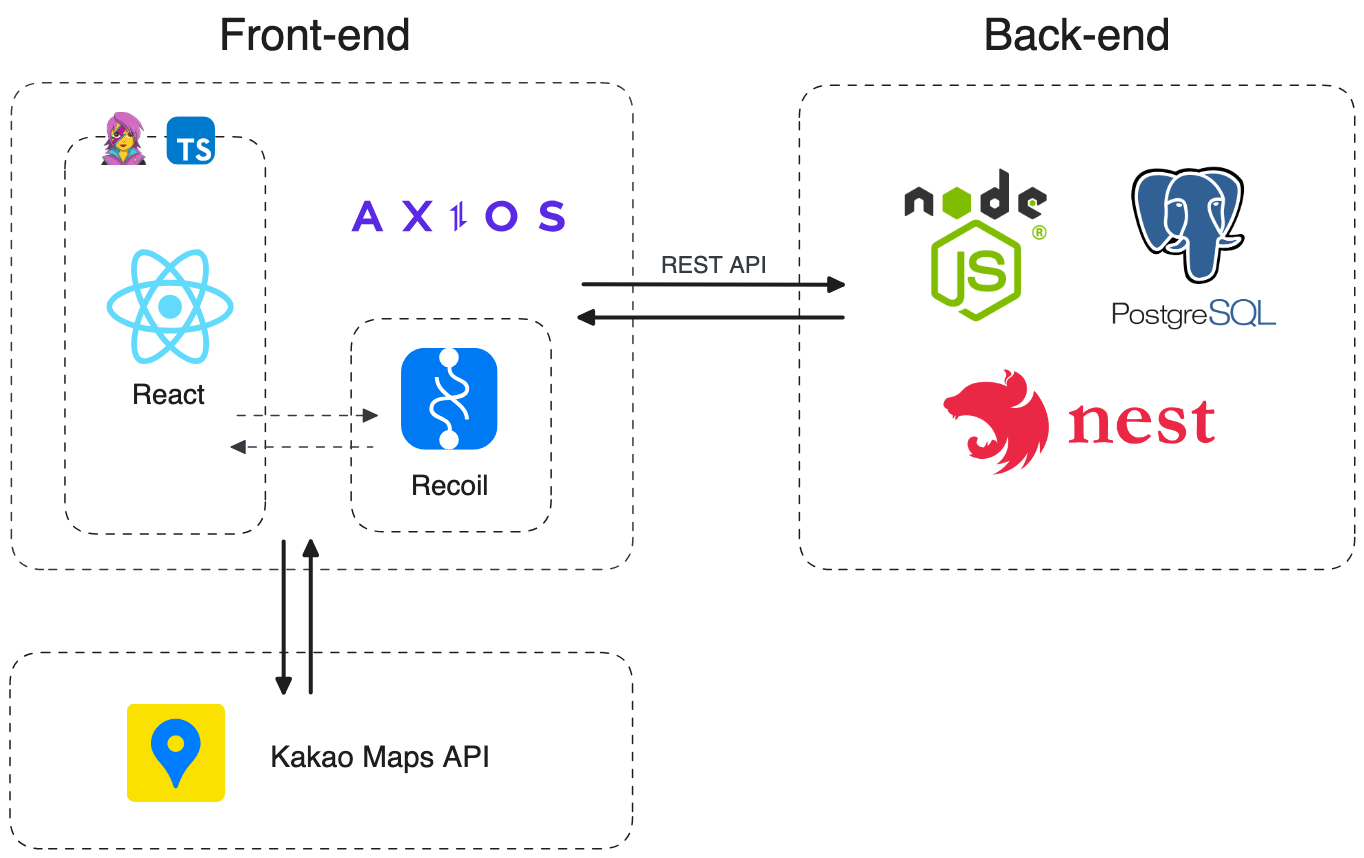 Front-end
Back-end
TS
AXIOS
React
Recoil
REST API
node
JS
®
PostgreSQL
nest
Kakao Maps API